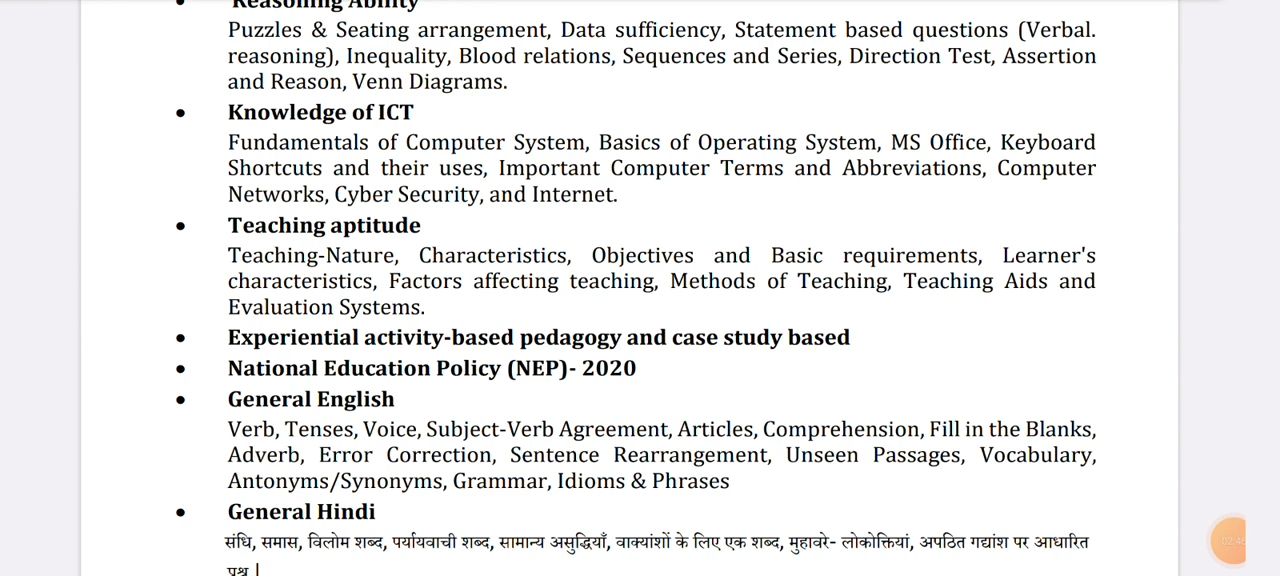 • Reasoning Ability
Puzzles & Seating arrangement, Data sufficiency, Statement based questions (Verbal.
reasoning), Inequality, Blood relations, Sequences and Series, Direction Test, Assertion
and Reason, Venn Diagrams.
• Knowledge of ICT
Fundamentals of Computer System, Basics of Operating System, MS Office, Keyboard
Shortcuts and their uses, Important Computer Terms and Abbreviations, Computer
Networks, Cyber Security, and Internet.
• Teaching aptitude
Teaching-Nature, Characteristics, Objectives and Basic requirements, Learner's
characteristics, Factors affecting teaching, Methods of Teaching, Teaching Aids and
Evaluation Systems.
• Experiential activity-based pedagogy and case study based
• National Education Policy (NEP)- 2020
• General English
Verb, Tenses, Voice, Subject-Verb Agreement, Articles, Comprehension, Fill in the Blanks,
Adverb, Error Correction, Sentence Rearrangement, Unseen Passages, Vocabulary,
Antonyms/Synonyms, Grammar, Idioms & Phrases
• General Hindi
संधि, समास, विलोम शब्द, पर्यायवाची शब्द, सामान्य अशुद्धियाँ, वाक्यांशों के लिए एक शब्द, मुहावरे- लोकोक्तियां, अपठित गद्यांश पर आधारित
प्रश्न |
02:46